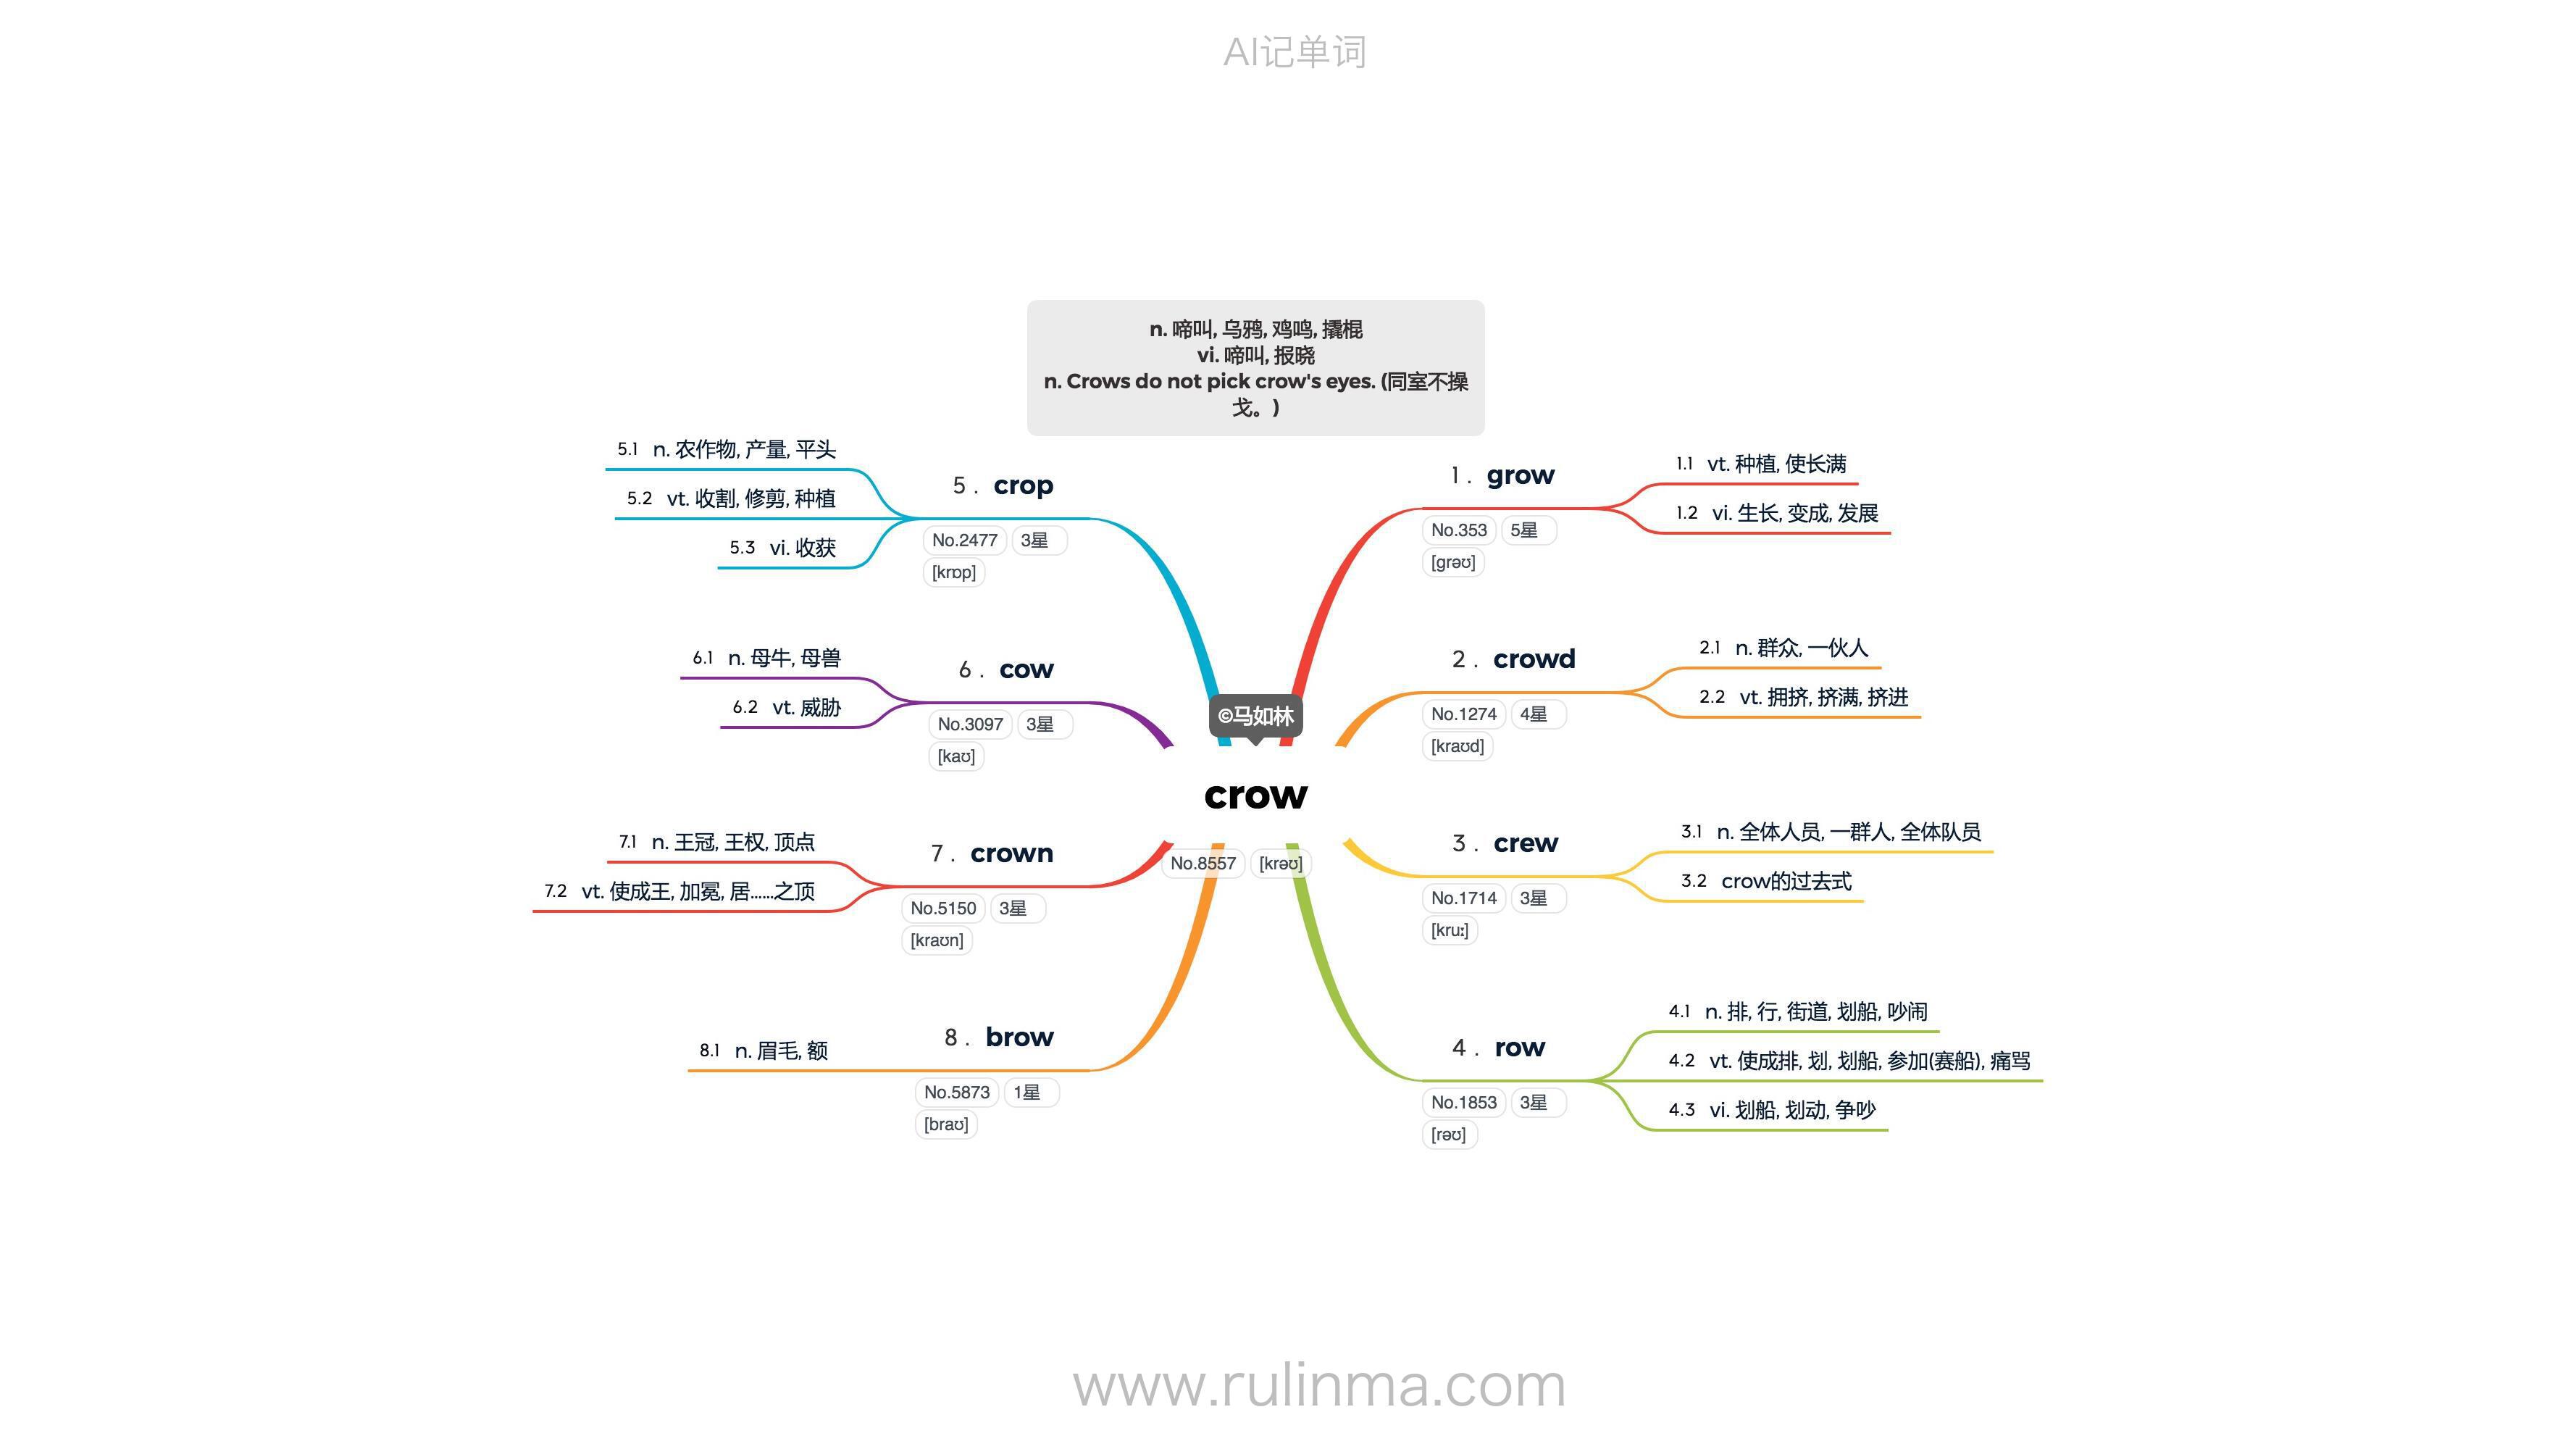 AI记单词
n. 啼叫, 乌鸦, 鸡鸣, 撬棍
vi. 啼叫, 报晓
n. Crows do not pick crow's eyes. (同室不操
戈。)
©马如林
crow
No.8557 [krəʊ]
1 . grow
No.353 5星
[grəʊ]
1.1 vt. 种植, 使长满
1.2 vi. 生长, 变成, 发展
2 . crowd
No.1274 4星
[kraʊd]
2.1 n. 群众, 一伙人
2.2 vt. 拥挤, 挤满, 挤进
3 . crew
No.1714 3星
[kruː]
3.1 n. 全体人员, 一群人, 全体队员
3.2 crow的过去式
4 . row
No.1853 3星
[rəʊ]
4.1 n. 排, 行, 街道, 划船, 吵闹
4.2 vt. 使成排, 划, 划船, 参加(赛船), 痛骂
4.3 vi. 划船, 划动, 争吵
5 . crop
No.2477 3星
[krɒp]
5.1 n. 农作物, 产量, 平头
5.2 vt. 收割, 修剪, 种植
5.3 vi. 收获
6 . cow
No.3097 3星
[kaʊ]
6.1 n. 母牛, 母兽
6.2 vt. 威胁
7 . crown
No.5150 3星
[kraʊn]
7.1 n. 王冠, 王权, 顶点
7.2 vt. 使成王, 加冕, 居……之顶
8 . brow
No.5873 1星
[braʊ]
8.1 n. 眉毛, 额
www.rulinma.com